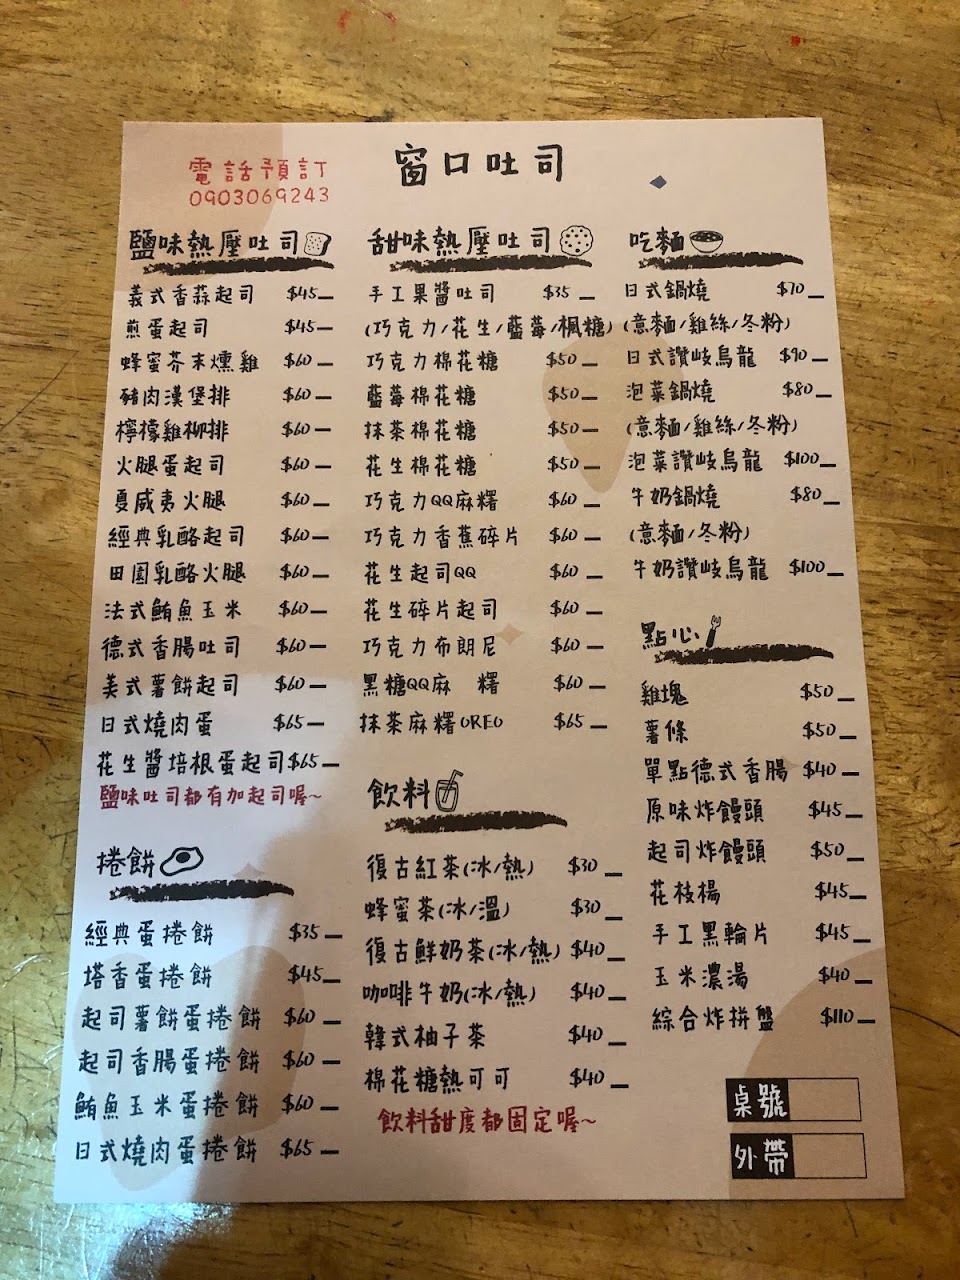 窗口吐司
電話預訂
0903069243
鹽味熱壓吐司
義式香蒜起司 $45
煎蛋起司 $45
蜂蜜芥末燻雞 $60
豬肉漢堡排 $60
檸檬雞柳排 $60
火腿蛋起司 $60
夏威夷火腿 $60
經典乳酪起司 $60
田園乳酪火腿 $60
法式鮪魚玉米 $60
德式香腸吐司 $60
美式薯餅起司 $60
日式燒肉蛋 $65
花生醬培根蛋起司 $65
鹽味吐司都有加起司喔~
捲餅
經典蛋捲餅 $35
塔香蛋捲餅 $45
起司薯餅蛋捲餅 $60
起司香腸蛋捲餅 $60
鮪魚玉米蛋捲餅 $60
日式燒肉蛋捲餅 $65
甜味熱壓吐司
手工果醬吐司 $35
(巧克力/花生/藍莓/楓糖)
巧克力棉花糖 $50
藍莓棉花糖 $50
抹茶棉花糖 $50
花生棉花糖 $50
巧克力QQ麻糬 $60
巧克力香蕉碎片 $60
花生起司QQ $60
花生碎片起司 $60
巧克力布朗尼 $60
黑糖QQ麻 糬 $60
抹茶麻糬OREO $65
飲料
復古紅茶(冰/熱) $30
蜂蜜茶(冰/溫) $30
復古鮮奶茶(冰/熱) $40
咖啡牛奶(冰/熱) $40
韓式柚子茶 $40
棉花糖熱可可 $40
飲料甜度都固定喔~
吃麵
日式鍋燒 $70
(意麵/雞絲/冬粉)
日式讚岐烏龍 $90
泡菜鍋燒 $80
(意麵/雞絲/冬粉)
泡菜讚岐烏龍 $100
牛奶鍋燒 $80
(意麵/冬粉)
牛奶讚岐烏龍 $100
點心
雞塊 $50
薯條 $50
單點德式香腸 $40
原味炸饅頭 $45
起司炸饅頭 $50
花枝楊 $45
手工黑輪片 $45
玉米濃湯 $40
綜合炸拼盤 $110
桌號
外帶